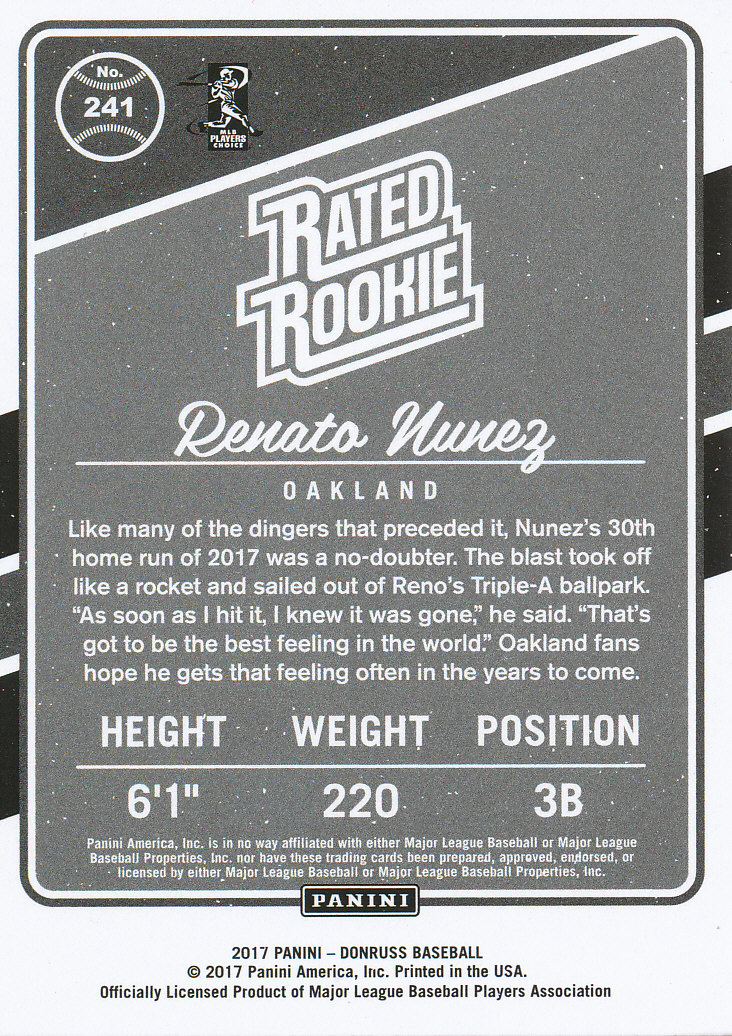 No.
241
MLB
PLAYERS
CHOICE
RATED
ROOKIE
Renato Nunez
OAKLAND
Like many of the dingers that preceded it, Nunez's 30th
home run of 2017 was a no-doubter. The blast took off
like a rocket and sailed out of Reno's Triple-A ballpark.
“As soon as I hit it, I knew it was gone,” he said. “That's
got to be the best feeling in the world.” Oakland fans
hope he gets that feeling often in the years to come.
HEIGHT WEIGHT POSITION
6'1" 220 3B
Panini America, Inc. is in no way affiliated with either Major League Baseball or Major League
Baseball Properties, Inc. nor have these trading cards been prepared, approved, endorsed, or
licensed by either Major League Baseball or Major League Baseball Properties, Inc.
PANINI
2017 PANINI – DONRUSS BASEBALL
© 2017 Panini America, Inc. Printed in the USA.
Officially Licensed Product of Major League Baseball Players Association